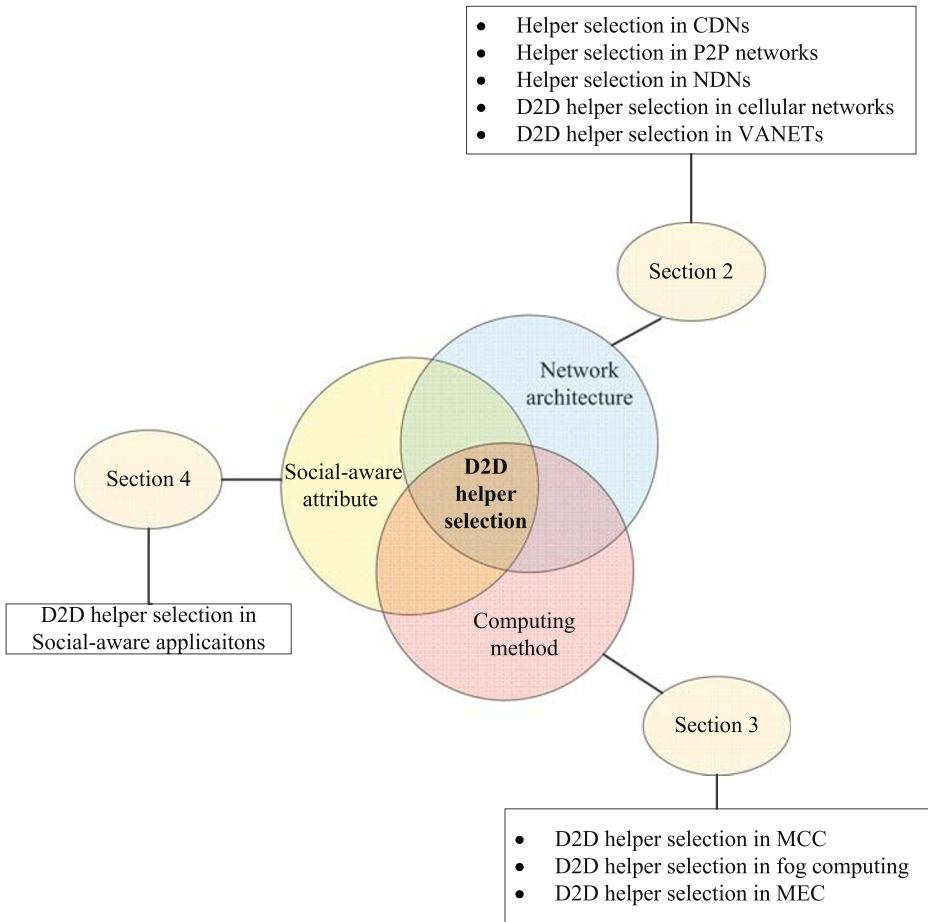 • Helper selection in CDNs
• Helper selection in P2P networks
• Helper selection in NDNs
• D2D helper selection in cellular networks
• D2D helper selection in VANETs
Section 2
Network
architecture
Section 4
Social-aware
attribute
D2D
helper
selection
D2D helper selection in
Social-aware applicaitons
Computing
method
Section 3
• D2D helper selection in MCC
• D2D helper selection in fog computing
• D2D helper selection in MEC